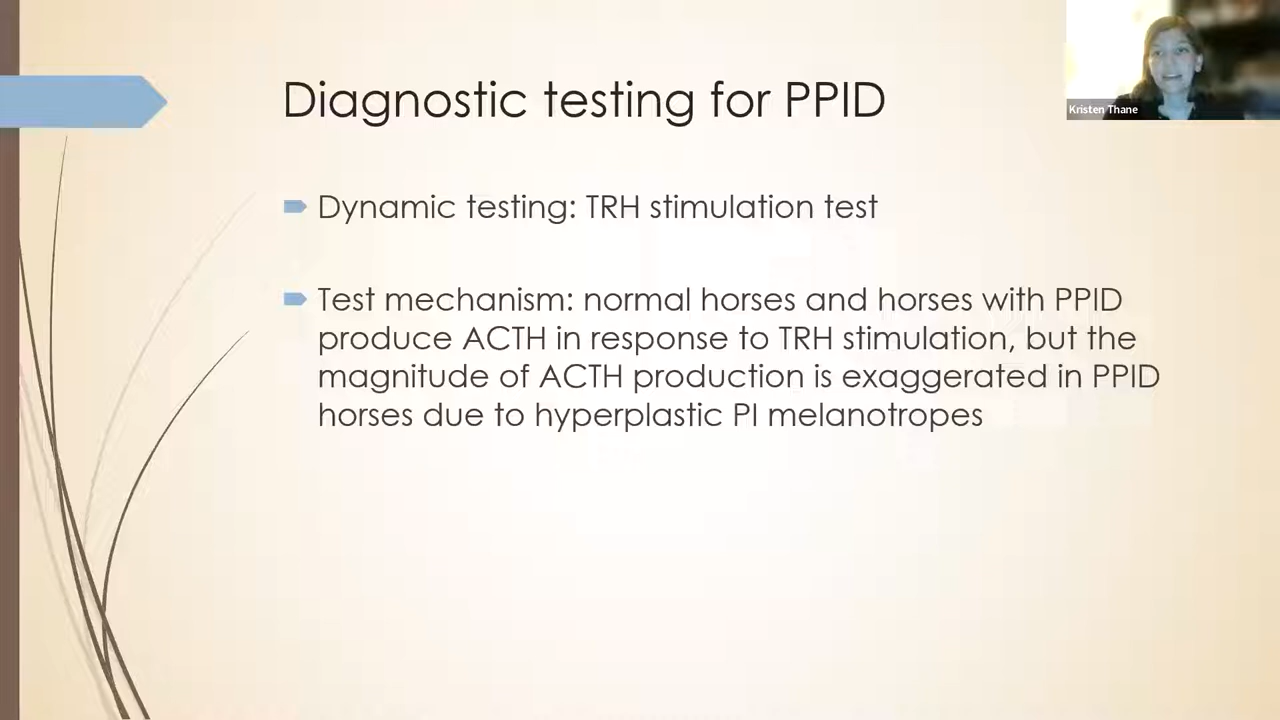 Diagnostic testing for PPID
Kristen Thane
Dynamic testing: TRH stimulation test
Test mechanism: normal horses and horses with PPID
produce ACTH in response to TRH stimulation, but the
magnitude of ACTH production is exaggerated in PPID
horses due to hyperplastic PI melanotropes